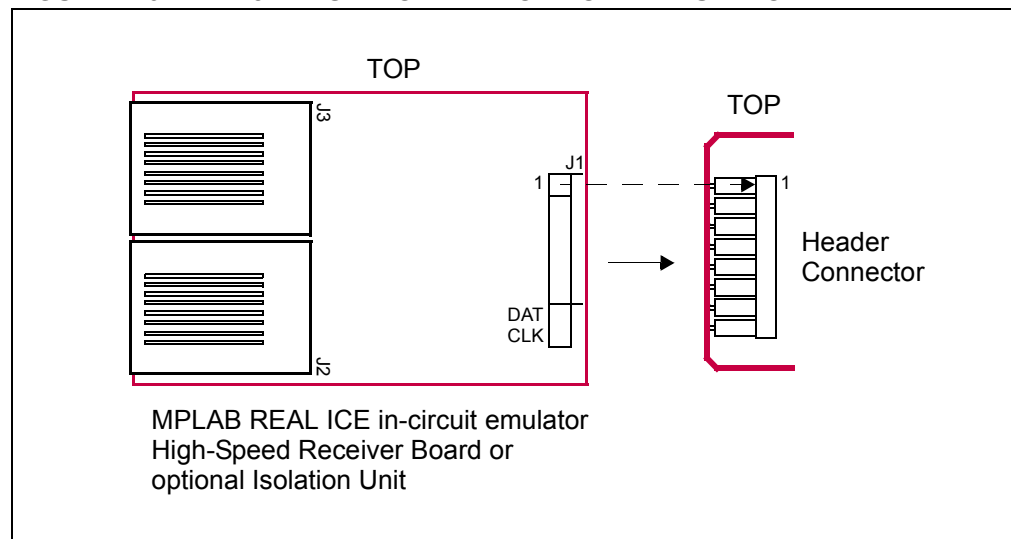 TOP
J3
J1
1
DAT
CLK
J2
TOP
1
Header
Connector
MPLAB REAL ICE in-circuit emulator
High-Speed Receiver Board or
optional Isolation Unit